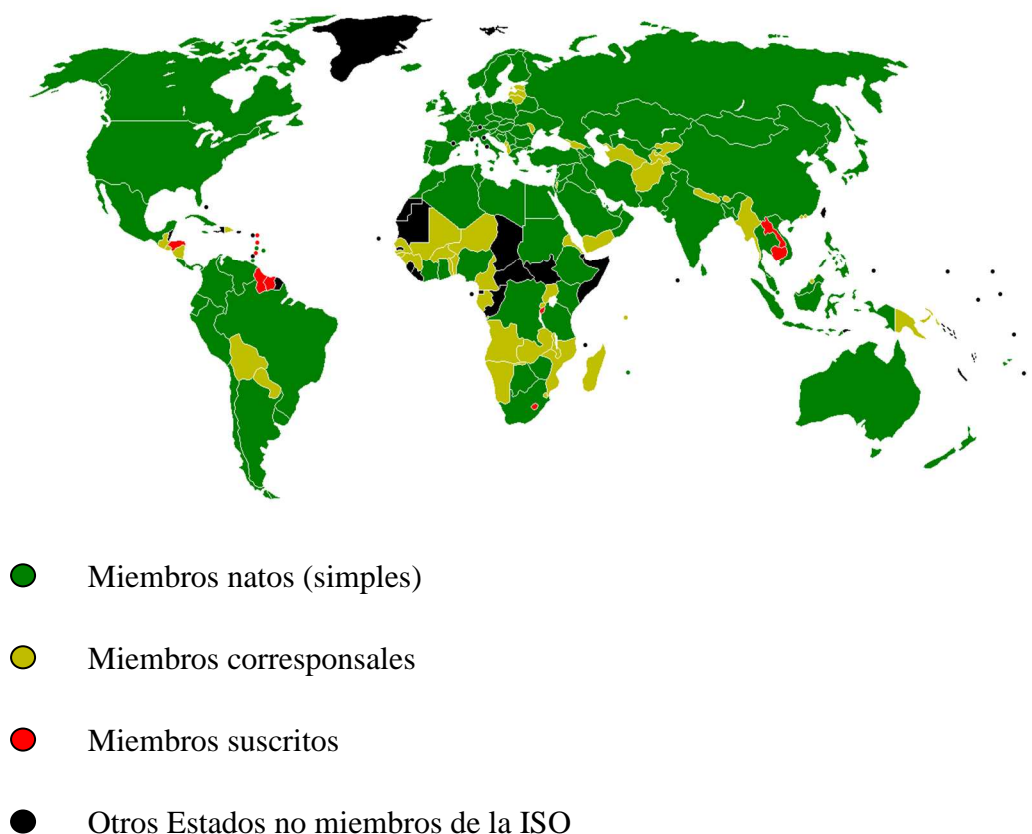 Miembros natos (simples)
Miembros corresponsales
Miembros suscritos
Otros Estados no miembros de la ISO